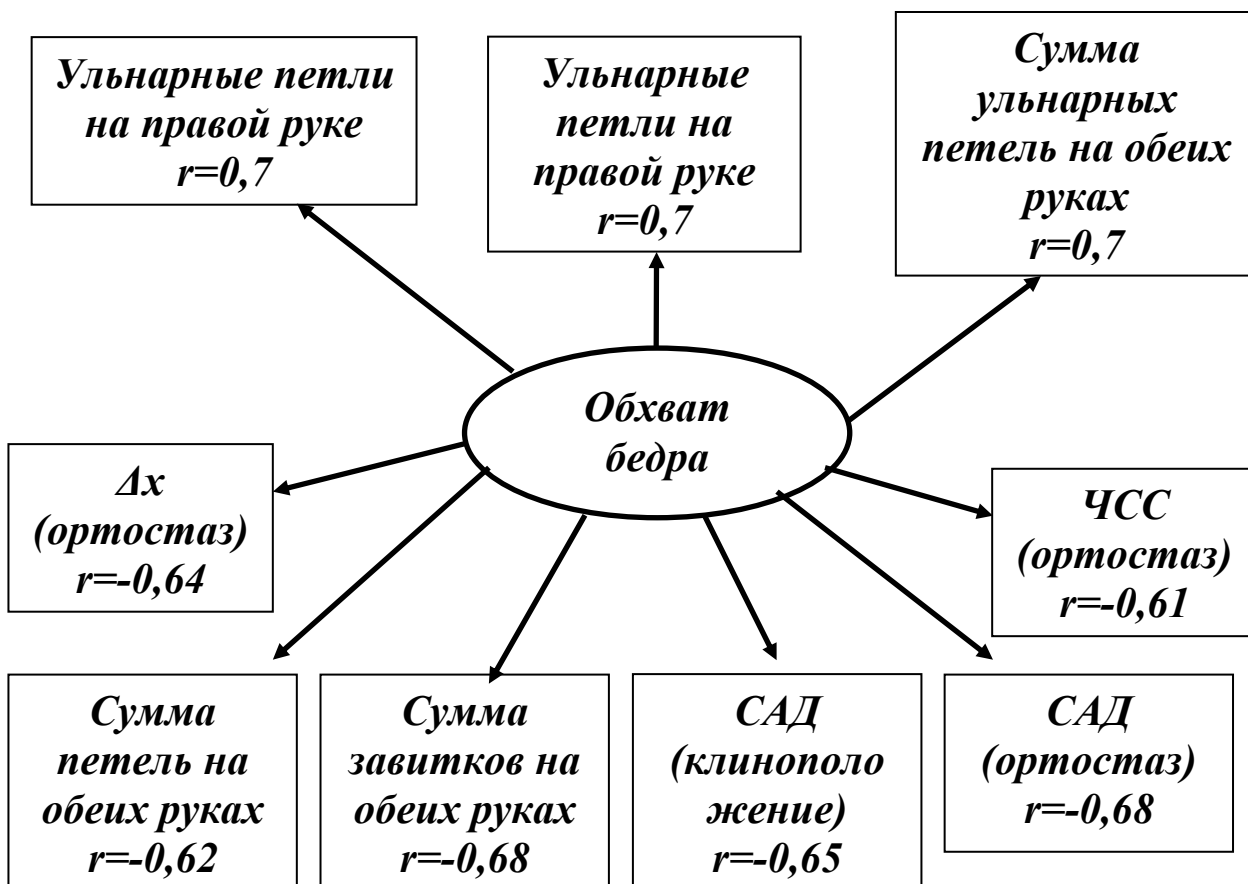 Ульнарные петли
на правой руке
r=0,7
Ульнарные
петли на
правой руке
r=0,7
Сумма
ульнарных
петель на обеих
руках
r=0,7
Обхват
бедра
Δх
(ортостаз)
r=-0,64
ЧСС
(ортостаз)
r=-0,61
Сумма
петель на
обеих руках
r=-0,62
Сумма
завитков на
обеих руках
r=-0,68
САД
(клинополо
жение)
r=-0,65
САД
(ортостаз)
r=-0,68